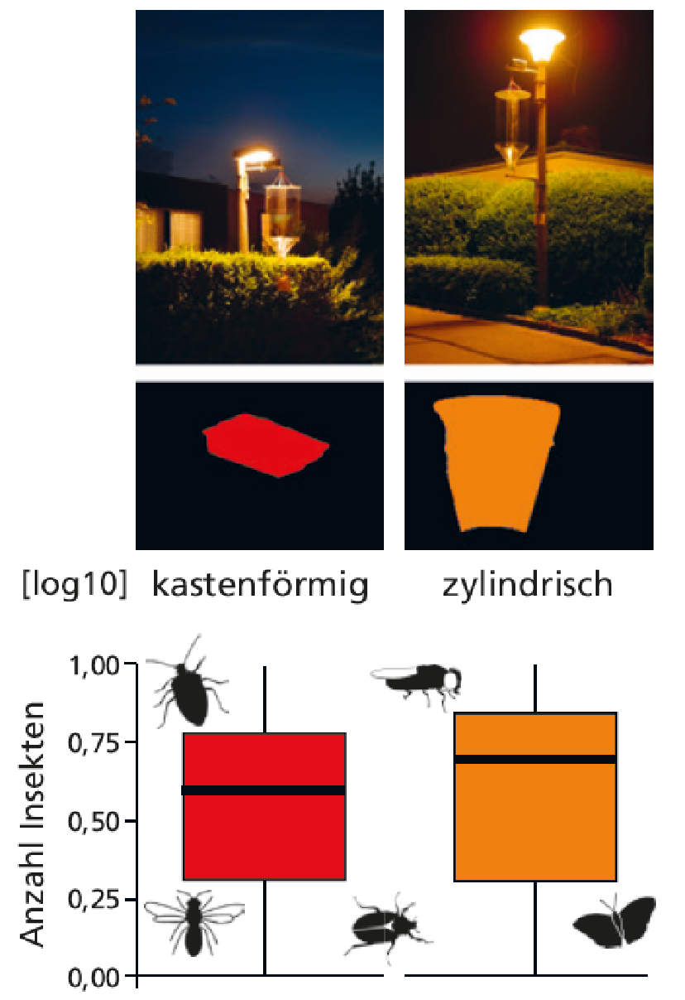 [log10] kastenförmig zylindrisch
Anzahl Insekten
1,00
0,75
0,50
0,25
0,00